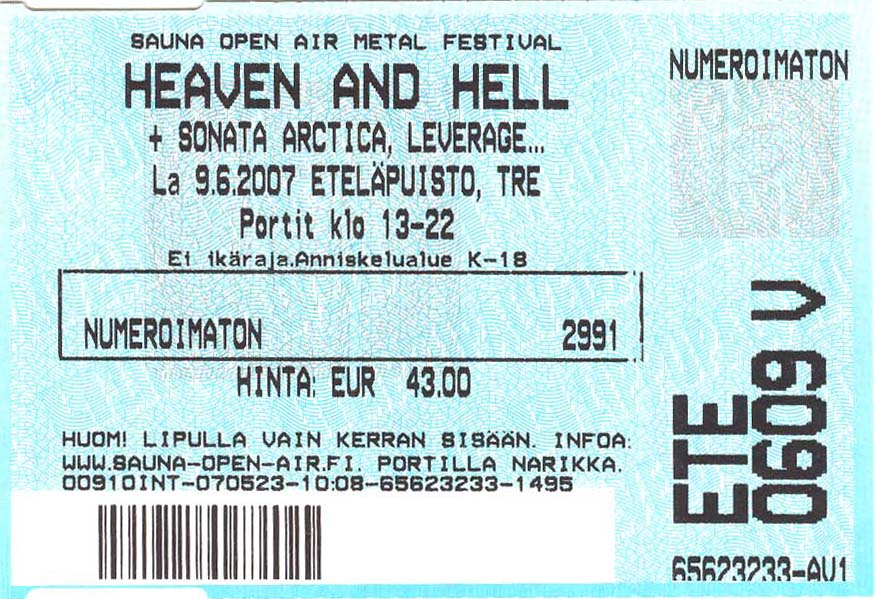 SAUNA OPEN AIR METAL FESTIVAL
HEAVEN AND HELL
+ SONATA ARCTICA, LEVERAGE...
La 9.6.2007 ETELÄPUISTO, TRE
Portit klo 13-22
Ei ikäraja.Anniskelualue K-18
NUMEROIMATON 2991
HINTA: EUR 43.00
HUOM! LIPULLA VAIN KERRAN SISÄÄN. INFOA:
WWW.SAUNA-OPEN-AIR.FI. PORTILLA NARIKKA.
00910INT-070523-10:08-65623233-1495
NUMEROIMATON
ETE
0609 V
65623233-AV1